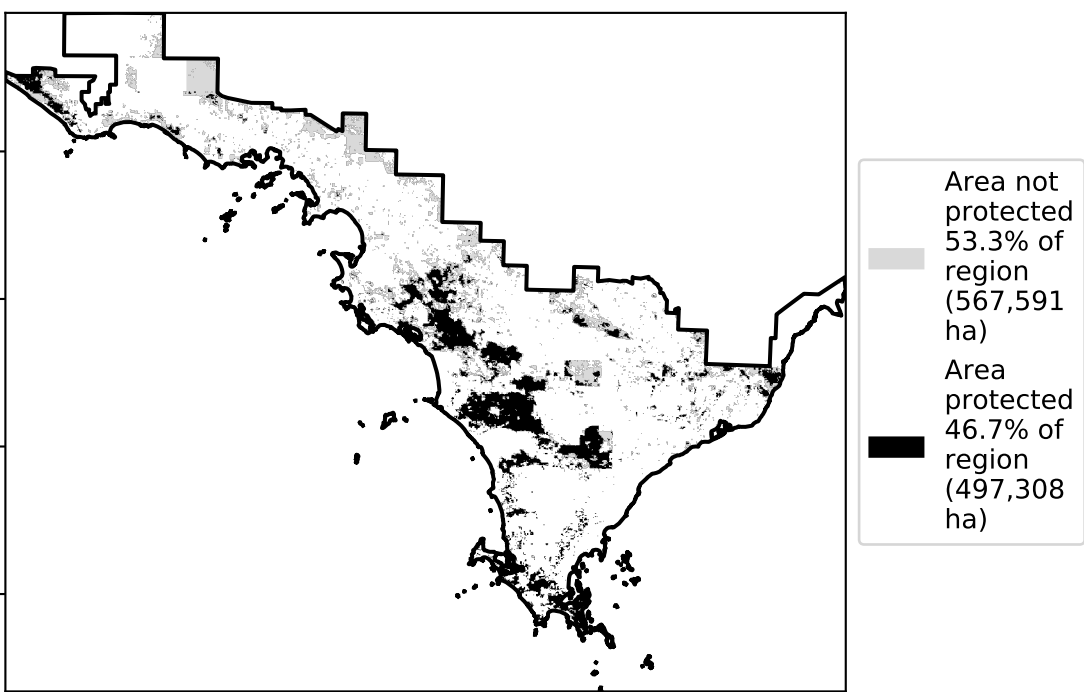 Area not
protected
53.3% of
region
(567,591
ha)
Area
protected
46.7% of
region
(497,308
ha)